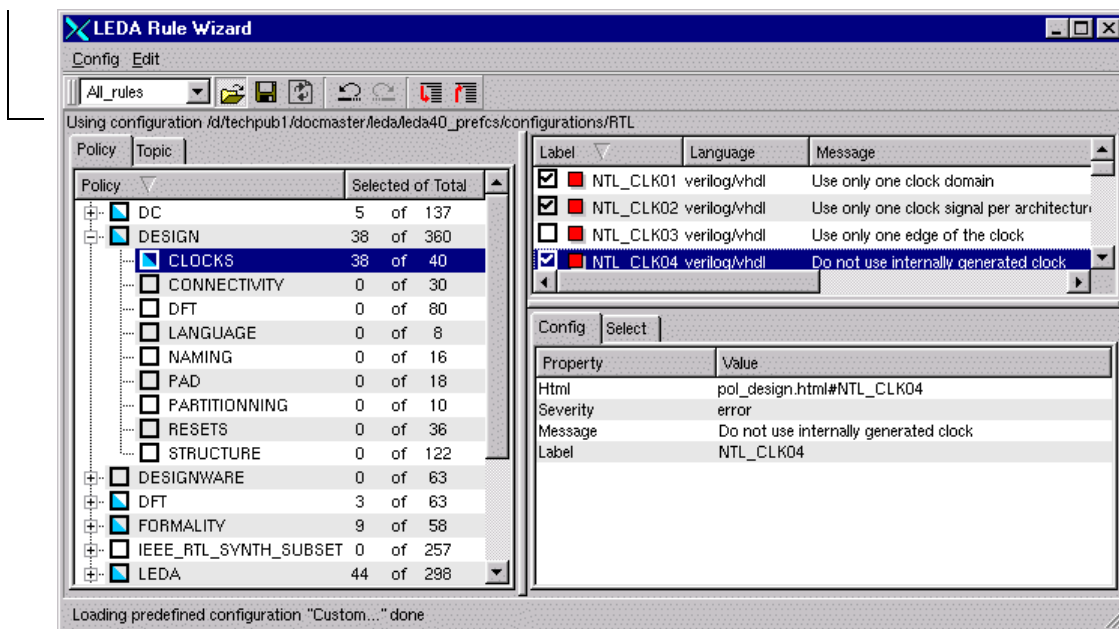 LEDA Rule Wizard
Config Edit
All_rules
Using configuration /d/techpub1/docmaster/leda/leda40_prefcs/configurations/RTL
Policy Topic
Policy Selected of Total
DC 5 of 137
DESIGN 38 of 360
CLOCKS 38 of 40
CONNECTIVITY 0 of 30
DFT 0 of 80
LANGUAGE 0 of 8
NAMING 0 of 16
PAD 0 of 18
PARTITIONNING 0 of 10
RESETS 0 of 36
STRUCTURE 0 of 122
DESIGNWARE 0 of 63
DFT 3 of 63
FORMALITY 9 of 58
IEEE_RTL_SYNTH_SUBSET 0 of 257
LEDA 44 of 298
Label Language Message
NTL_CLK01 verilog/vhdl Use only one clock domain
NTL_CLK02 verilog/vhdl Use only one clock signal per architecture
NTL_CLK03 verilog/vhdl Use only one edge of the clock
NTL_CLK04 verilog/vhdl Do not use internally generated clock
Config Select
Property Value
Html pol_design.html#NTL_CLK04
Severity error
Message Do not use internally generated clock
Label NTL_CLK04
Loading predefined configuration "Custom..." done